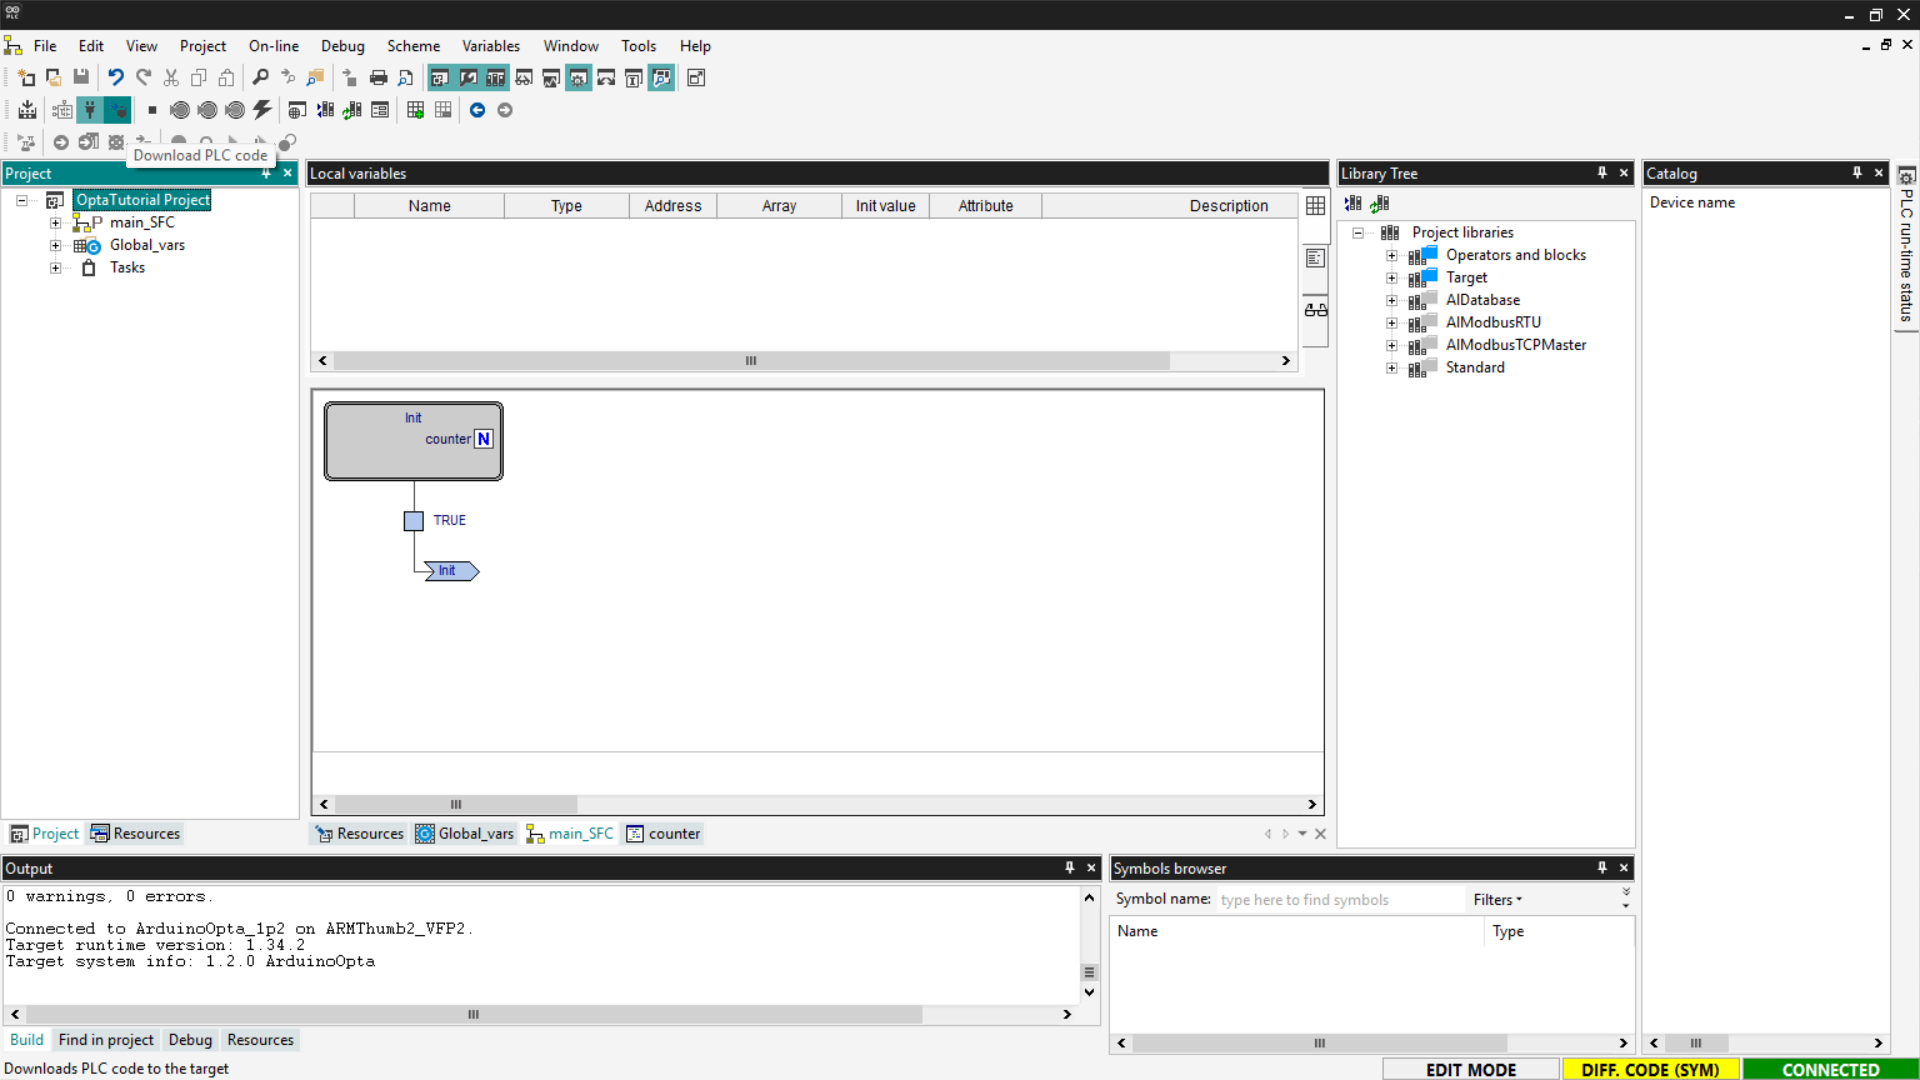 PLC
File Edit View Project On-line Debug Scheme Variables Window Tools Help
Download PLC code
Project
OptaTutorial Project
main_SFC
Global_vars
Tasks
Project Resources
Local variables
Name Type Address Array Init value Attribute Description
Init
counter N
TRUE
Init
Resources Global_vars main_SFC counter
Library Tree
Project libraries
Operators and blocks
Target
AlDatabase
AlModbusRTU
AlModbusTCPMaster
Standard
Catalog
Device name
PLC run-time status
Output
0 warnings, 0 errors.
Connected to ArduinoOpta_1p2 on ARMThumb2_VFP2.
Target runtime version: 1.34.2
Target system info: 1.2.0 ArduinoOpta
Build Find in project Debug Resources
Symbols browser
Symbol name: type here to find symbols Filters
Name Type
Downloads PLC code to the target
EDIT MODE DIFF. CODE (SYM) CONNECTED